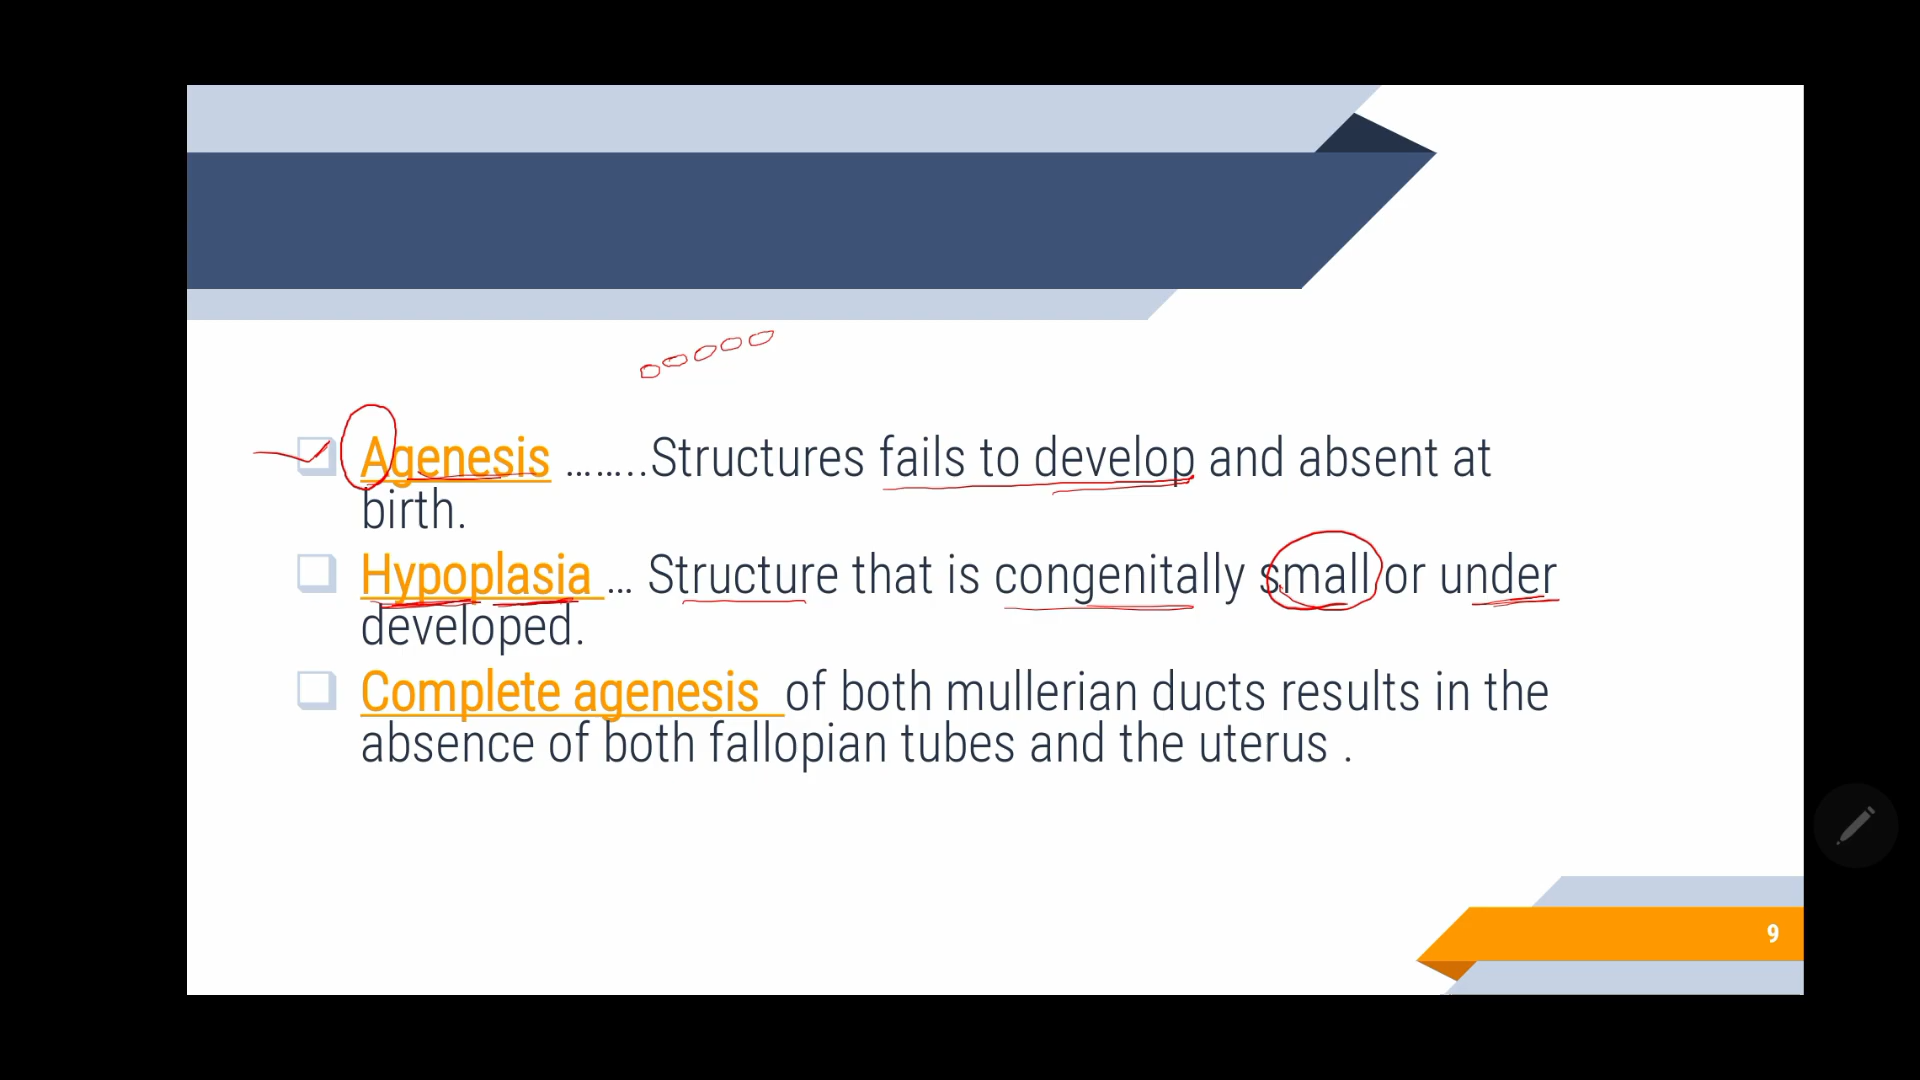 Agenesis ……..Structures fails to develop and absent at
birth.
Hypoplasia … Structure that is congenitally small or under
developed.
Complete agenesis of both mullerian ducts results in the
absence of both fallopian tubes and the uterus .
9